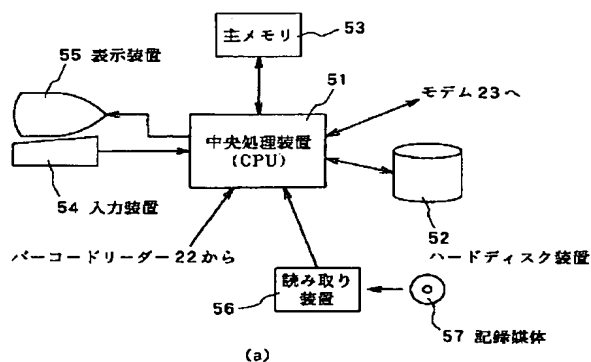 主メモリ
53
55 表示装置
51
モデム23へ
中央処理装置
(CPU)
54 入力装置
52
ハードディスク装置
バーコードリーダー22から
読み取り
装置
56
57 記録媒体
(a)